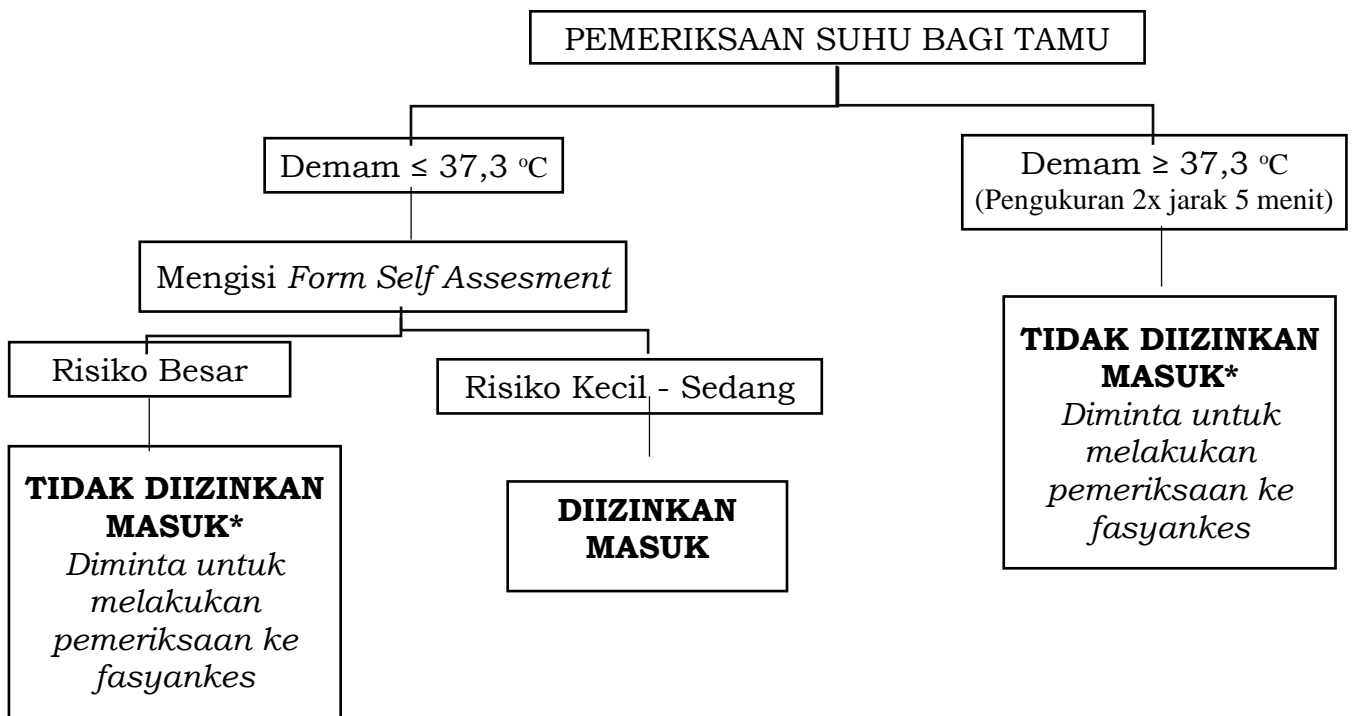 PEMERIKSAAN SUHU BAGI TAMU
Demam ≤ 37,3 ᵒC
Demam ≥ 37,3 ᵒC
(Pengukuran 2x jarak 5 menit)
Mengisi Form Self Assesment
Risiko Besar
Risiko Kecil - Sedang
TIDAK DIIZINKAN
MASUK*
Diminta untuk
melakukan
pemeriksaan ke
fasyankes
DIIZINKAN
MASUK
TIDAK DIIZINKAN
MASUK*
Diminta untuk
melakukan
pemeriksaan ke
fasyankes